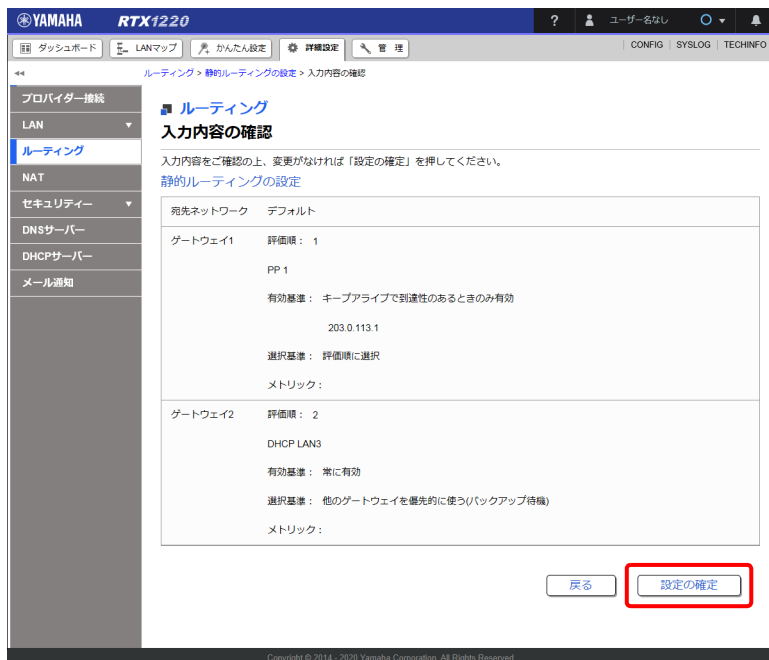 YAMAHA RTX1220 ? ユーザーなし
ダッシュボード LANマップ かんたん設定 詳細設定 管 理 CONFIG SYSLOG TECHINFO
ルーティング > 静的ルーティングの設定 > 入力内容の確認
プロバイダー接続
LAN
ルーティング
NAT
セキュリティー
DNSサーバー
DHCPサーバー
メール通知
ルーティング
入力内容の確認
入力内容をご確認の上、変更がなければ「設定の確定」を押してください。
静的ルーティングの設定
宛先ネットワーク デフォルト
ゲートウェイ1 評価順： 1
PP 1
有効基準： キープアライブで到達性のあるときのみ有効
203.0.113.1
選択基準： 評価順に選択
メトリック：
ゲートウェイ2 評価順： 2
DHCP LAN3
有効基準： 常に有効
選択基準： 他のゲートウェイを優先的に使う(バックアップ待機)
メトリック：
戻る 設定の確定
Copyright © 2014 - 2020 Yamaha Corporation. All Rights Reserved.